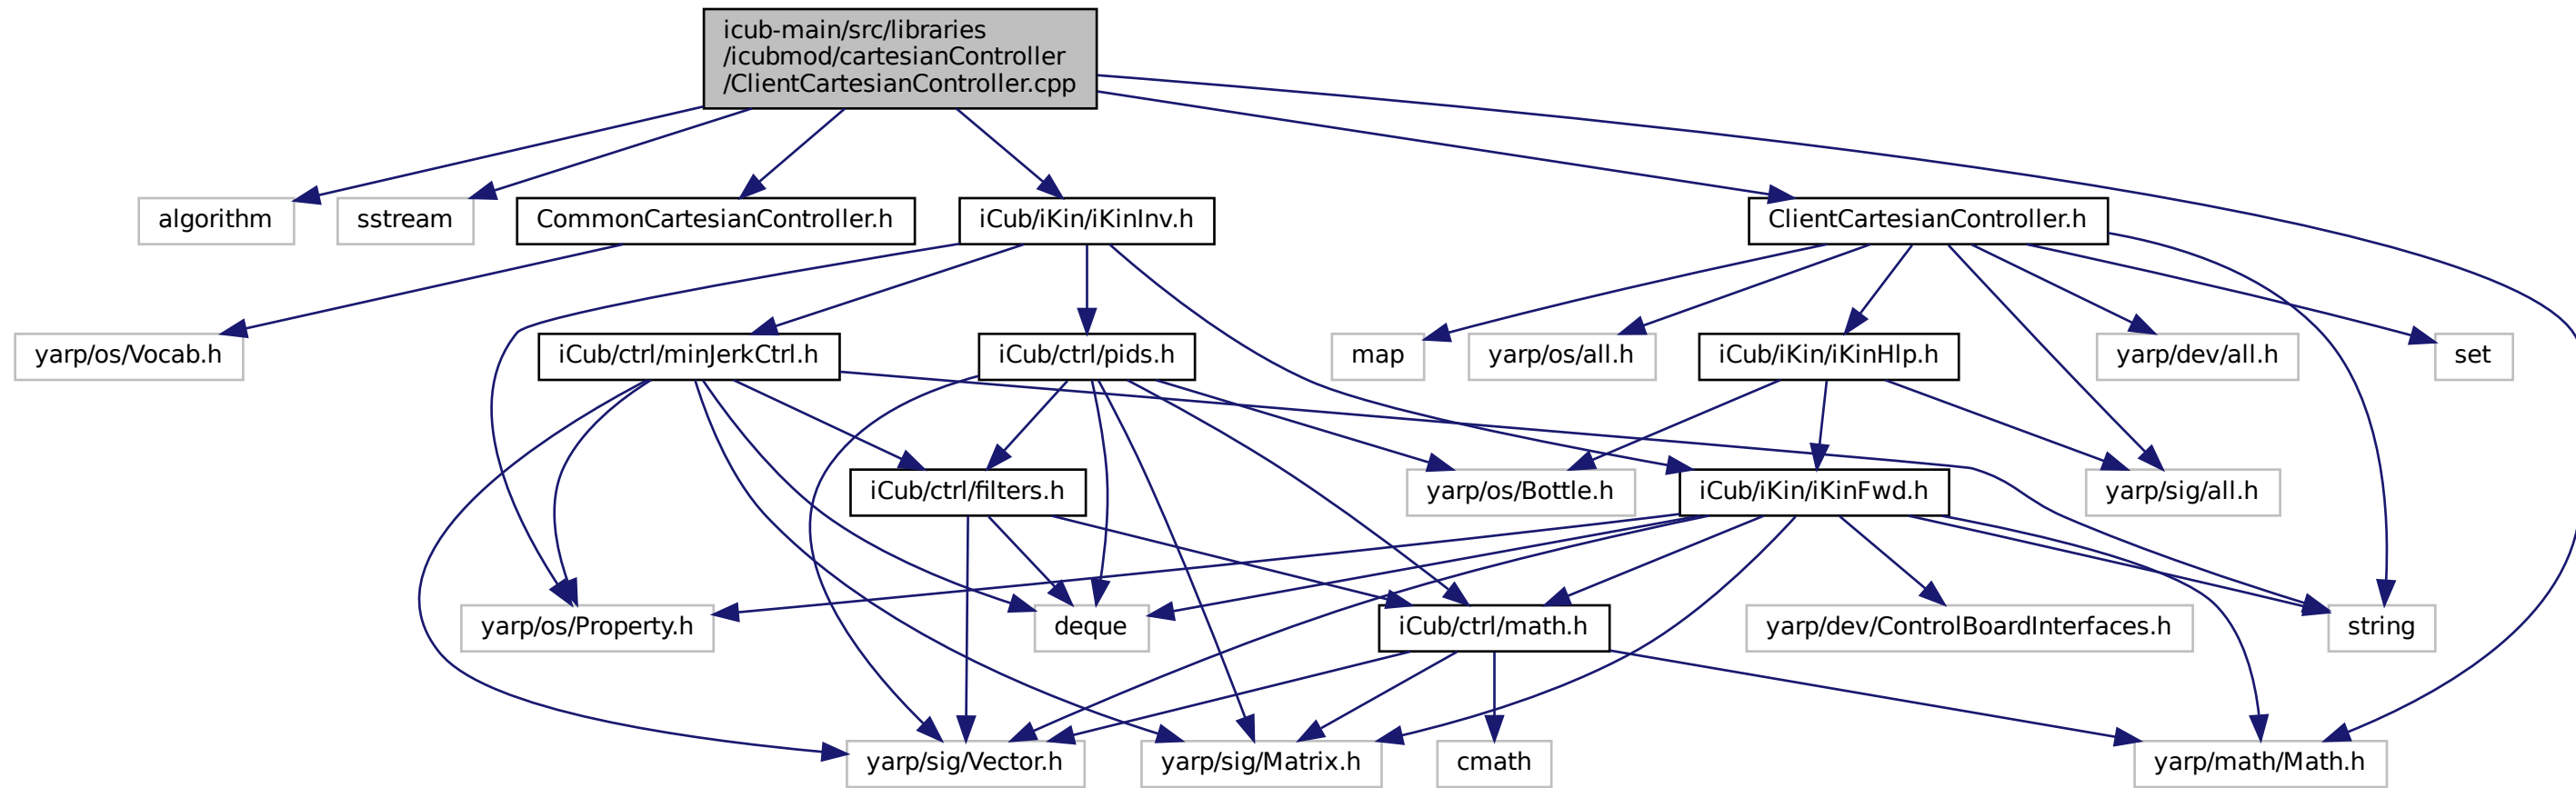 icub-main/src/libraries
/icubmod/cartesianController
/ClientCartesianController.cpp
algorithm
sstream
CommonCartesianController.h
iCub/iKin/iKinInv.h
ClientCartesianController.h
yarp/os/Vocab.h
iCub/ctrl/minJerkCtrl.h
iCub/ctrl/pids.h
map
yarp/os/all.h
iCub/iKin/iKinHlp.h
yarp/dev/all.h
set
iCub/ctrl/filters.h
yarp/os/Bottle.h
iCub/iKin/iKinFwd.h
yarp/sig/all.h
yarp/os/Property.h
deque
iCub/ctrl/math.h
yarp/dev/ControlBoardInterfaces.h
string
yarp/sig/Vector.h
yarp/sig/Matrix.h
cmath
yarp/math/Math.h